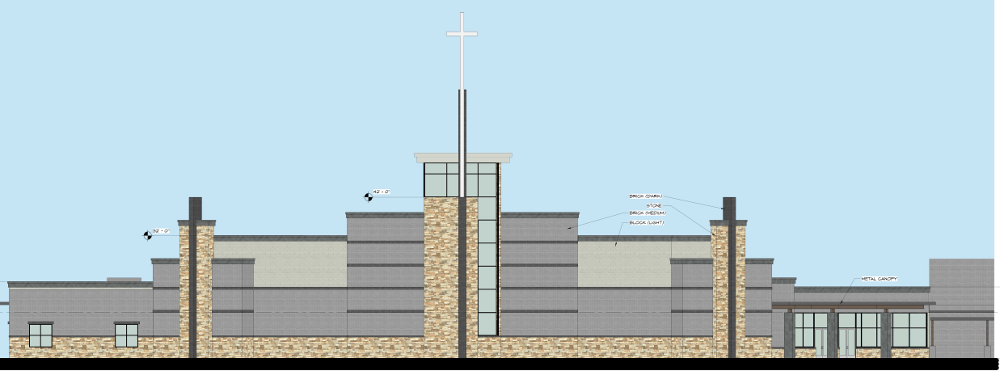 42' - 0"
BRICK (DARK)
STONE
BRICK (MEDIUM)
BLOCK (LIGHT)
32' - 0"
METAL CANOPY